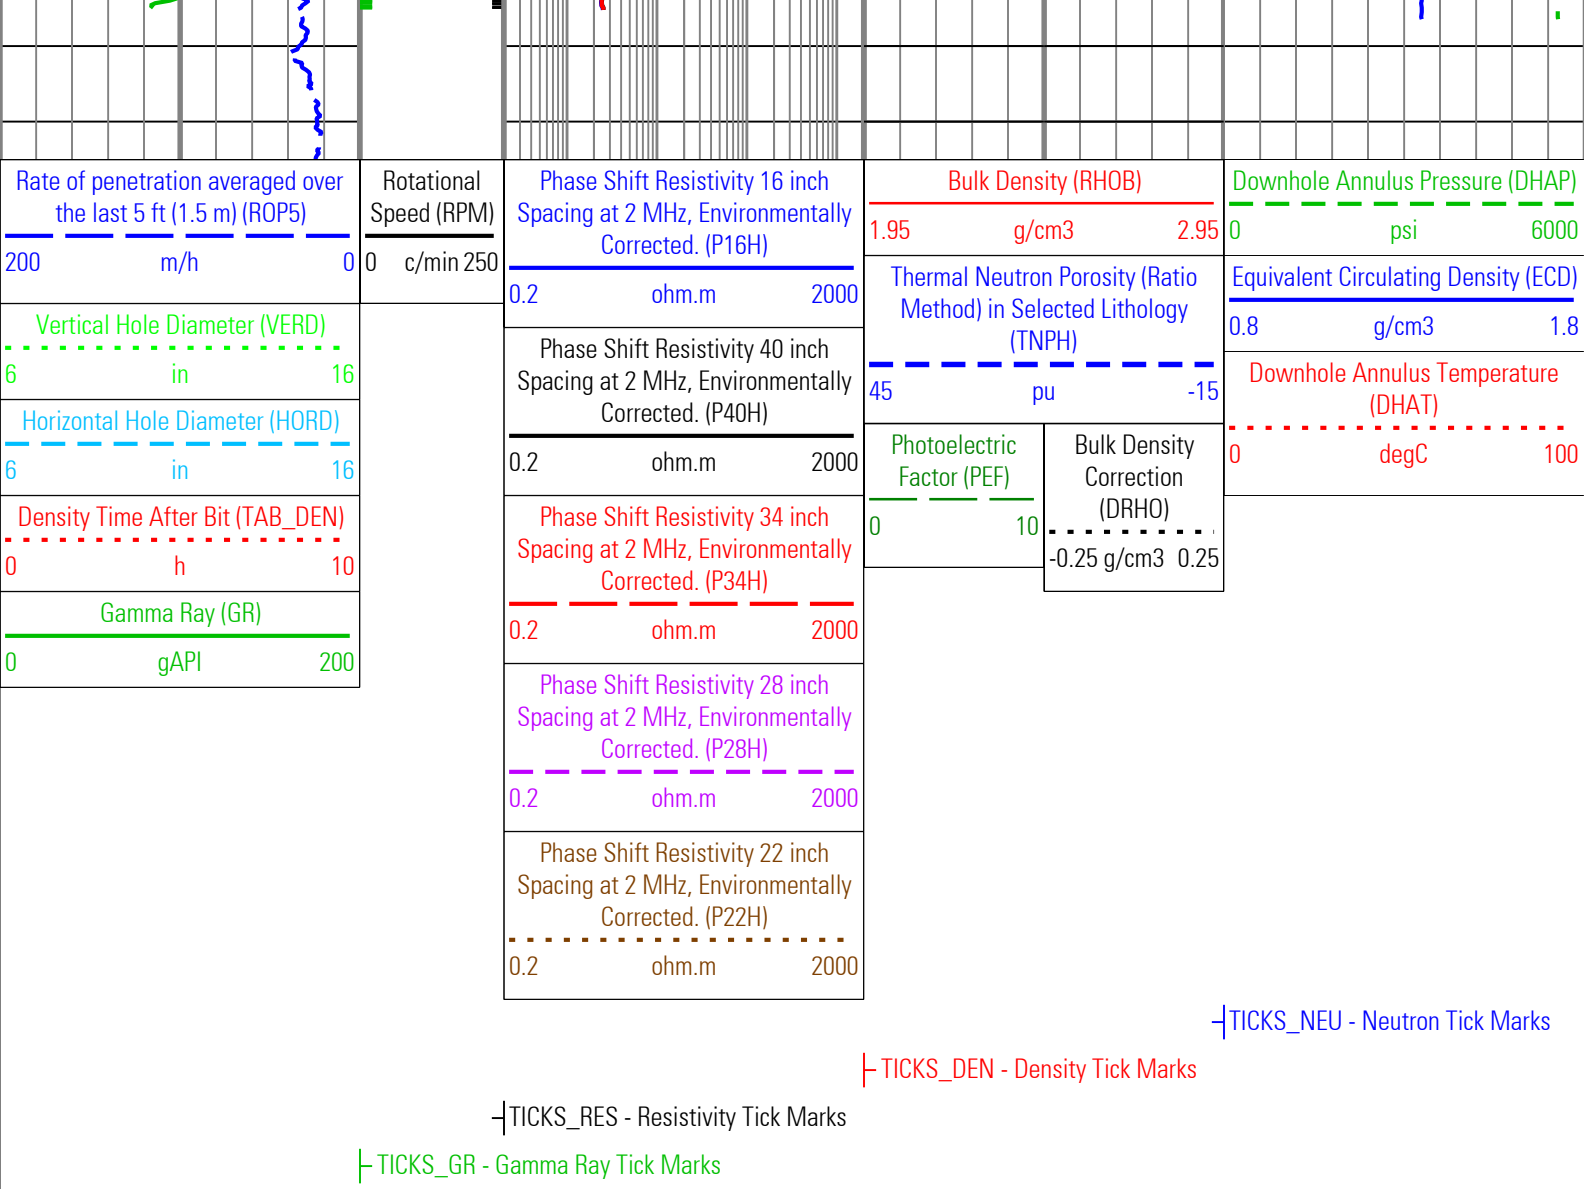 Rate of penetration averaged over
the last 5 ft (1.5 m) (ROP5)
200 m/h 0
Vertical Hole Diameter (VERD)
6 in 16
Horizontal Hole Diameter (HORD)
6 in 16
Density Time After Bit (TAB_DEN)
0 h 10
Gamma Ray (GR)
0 gAPI 200
Rotational
Speed (RPM)
0 c/min 250
Phase Shift Resistivity 16 inch
Spacing at 2 MHz, Environmentally
Corrected. (P16H)
0.2 ohm.m 2000
Phase Shift Resistivity 40 inch
Spacing at 2 MHz, Environmentally
Corrected. (P40H)
0.2 ohm.m 2000
Phase Shift Resistivity 34 inch
Spacing at 2 MHz, Environmentally
Corrected. (P34H)
0.2 ohm.m 2000
Phase Shift Resistivity 28 inch
Spacing at 2 MHz, Environmentally
Corrected. (P28H)
0.2 ohm.m 2000
Phase Shift Resistivity 22 inch
Spacing at 2 MHz, Environmentally
Corrected. (P22H)
0.2 ohm.m 2000
Bulk Density (RHOB)
1.95 g/cm3 2.95
Thermal Neutron Porosity (Ratio
Method) in Selected Lithology
(TNPH)
45 pu -15
Photoelectric
Factor (PEF)
0 10
Bulk Density
Correction
(DRHO)
-0.25 g/cm3 0.25
Downhole Annulus Pressure (DHAP)
0 psi 6000
Equivalent Circulating Density (ECD)
0.8 g/cm3 1.8
Downhole Annulus Temperature
(DHAT)
0 degC 100
TICKS_NEU - Neutron Tick Marks
TICKS_DEN - Density Tick Marks
TICKS_RES - Resistivity Tick Marks
TICKS_GR - Gamma Ray Tick Marks